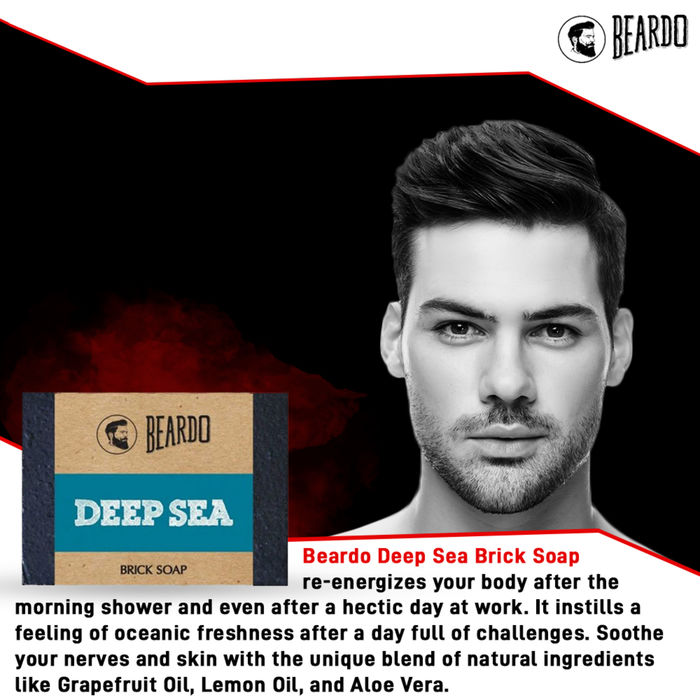 BEARDO
BEARDO
DEEP SEA
BRICK SOAP
Beardo Deep Sea Brick Soap
re-energizes your body after the
morning shower and even after a hectic day at work. It instills a
feeling of oceanic freshness after a day full of challenges. Soothe
your nerves and skin with the unique blend of natural ingredients
like Grapefruit Oil, Lemon Oil, and Aloe Vera.